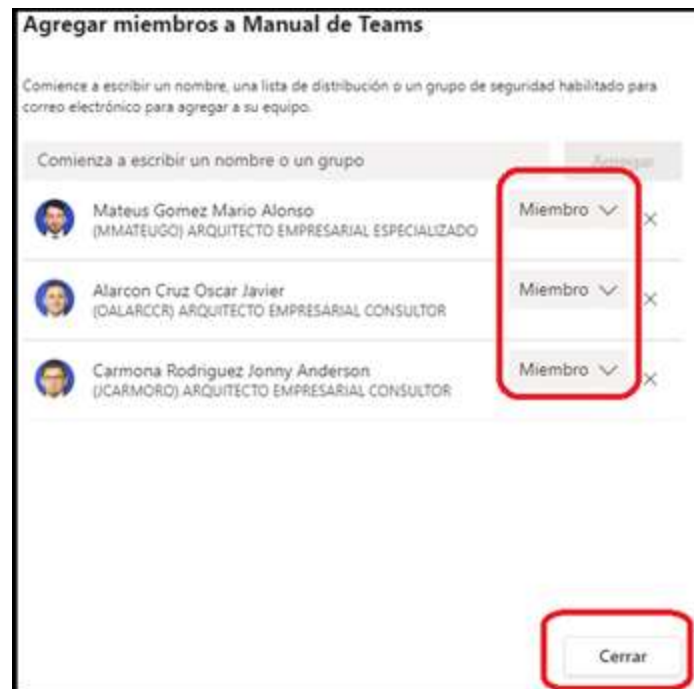 Agregar miembros a Manual de Teams
Comience a escribir un nombre, una lista de distribución o un grupo de seguridad habilitado para
correo electrónico para agregar a su equipo.
Comienza a escribir un nombre o un grupo
Agregar
Mateus Gomez Mario Alonso
Miembro
(MMATEUGO) ARQUITECTO EMPRESARIAL ESPECIALIZADO
Alarcon Cruz Oscar Javier
Miembro
(OALARCCR) ARQUITECTO EMPRESARIAL CONSULTOR
Carmona Rodriguez Jonny Anderson
Miembro
(JCARMORO) ARQUITECTO EMPRESARIAL CONSULTOR
Cerrar